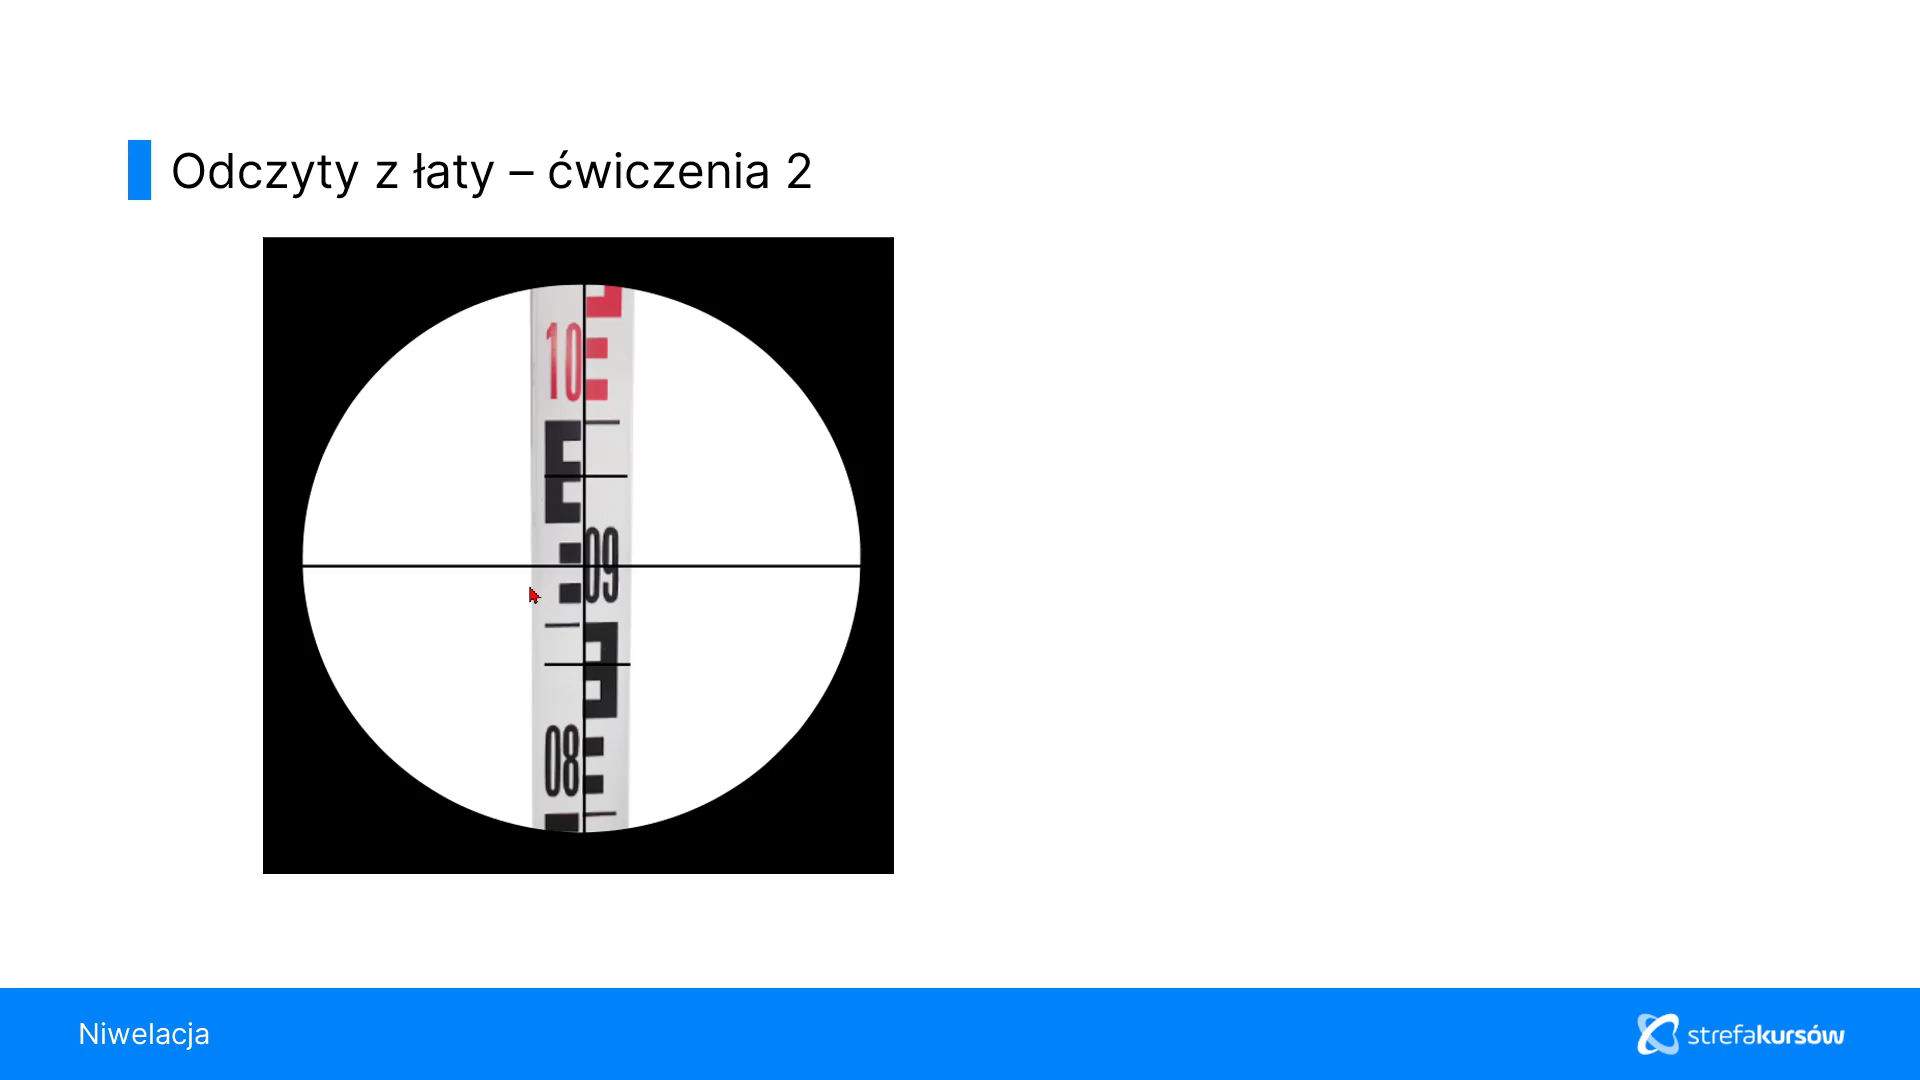 Odczyty z łaty – ćwiczenia 2
10
09
08
Niwelacja
strefakursów